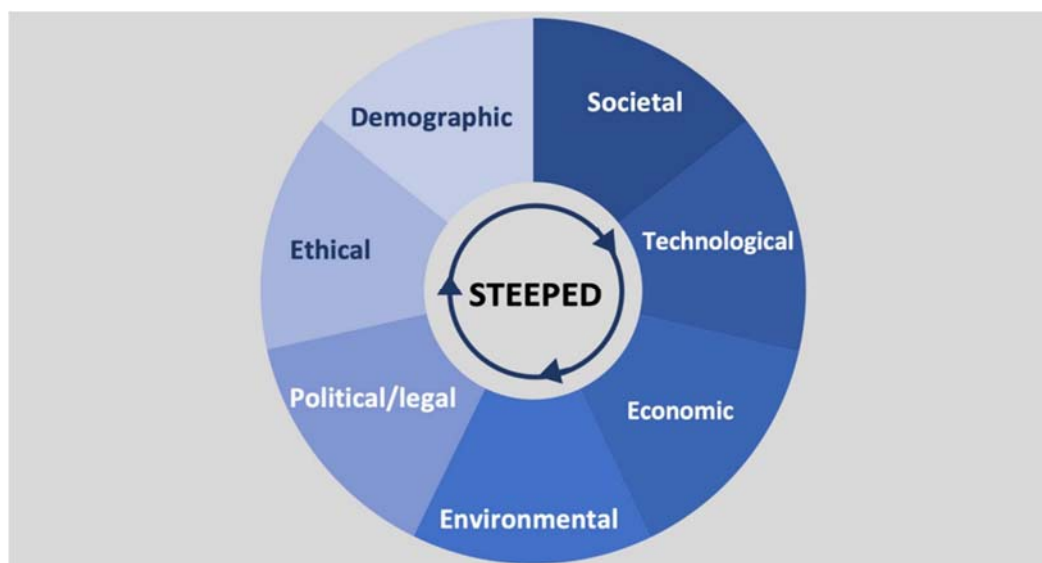 Societal
Technological
Economic
Environmental
Political/legal
Ethical
Demographic
STEEPED